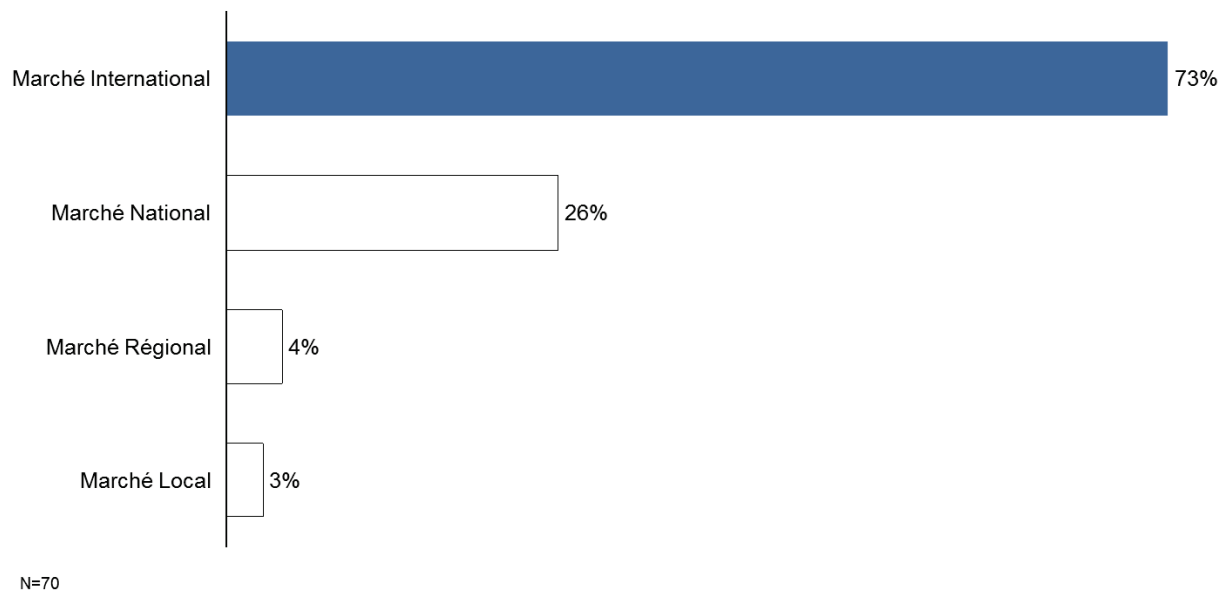 Marché International 73%
Marché National 26%
Marché Régional 4%
Marché Local 3%
N=70